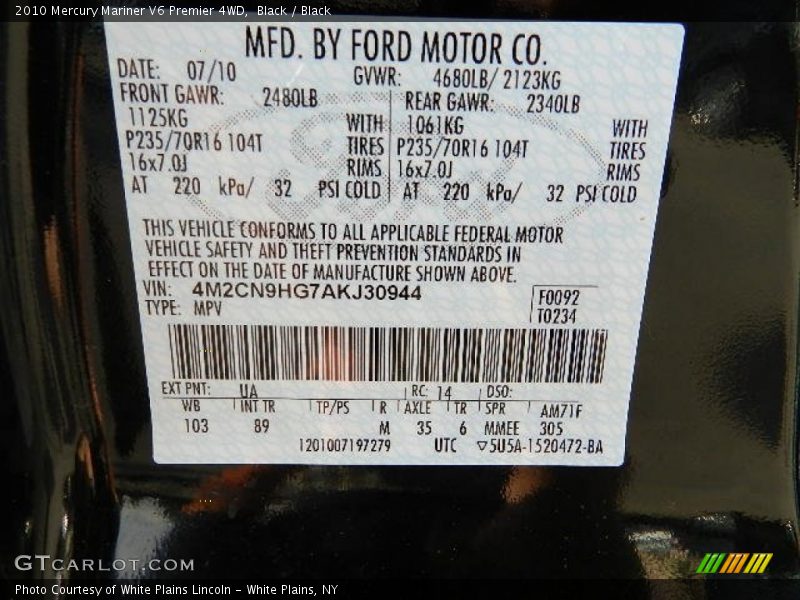 2010 Mercury Mariner V6 Premier 4WD, Black / Black
MFD. BY FORD MOTOR CO.
DATE: 07/10 GVWR: 4680LB/ 2123KG
FRONT GAWR: 2480LB REAR GAWR: 2340LB
1125KG WITH 1061KG WITH
P235/70R16 104T TIRES P235/70R16 104T TIRES
16x7.0J RIMS 16x7.0J RIMS
AT 220 kPa/ 32 PSI COLD AT 220 kPa/ 32 PSI COLD
THIS VEHICLE CONFORMS TO ALL APPLICABLE FEDERAL MOTOR
VEHICLE SAFETY AND THEFT PREVENTION STANDARDS IN
EFFECT ON THE DATE OF MANUFACTURE SHOWN ABOVE.
VIN: 4M2CN9HG7AKJ30944 F0092
TYPE: MPV T0234
EXT PNT: UA RC: 14 DSO:
WB INT TR TP/PS R AXLE TR SPR AM71F
103 89 M 35 6 MMEE 305
1201007197279 UTC ▽5U5A-1520472-BA
GTCARLOT.COM
Photo Courtesy of White Plains Lincoln - White Plains, NY